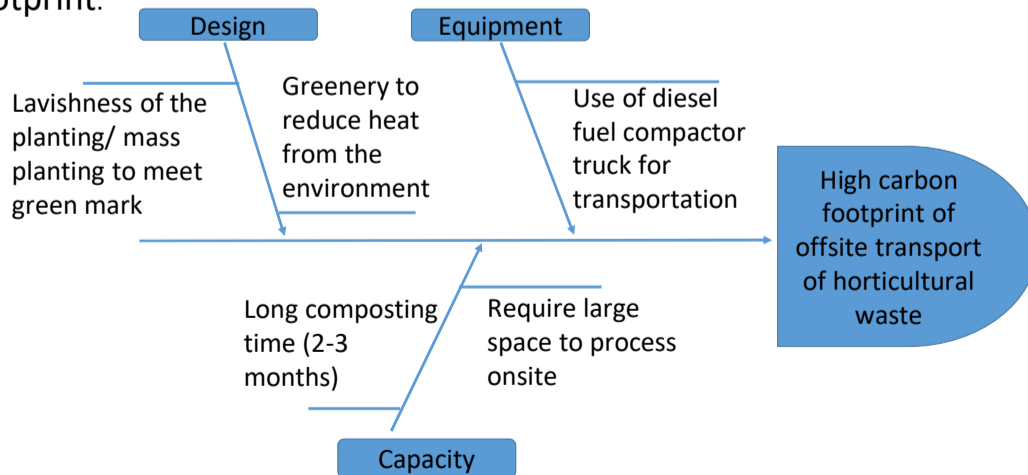 Design
Equipment
Lavishness of the
planting/ mass
planting to meet
green mark
Greenery to
reduce heat
from the
environment
Use of diesel
fuel compactor
truck for
transportation
High carbon
footprint of
offsite transport
of horticultural
waste
Long composting
time (2-3
months)
Require large
space to process
onsite
Capacity